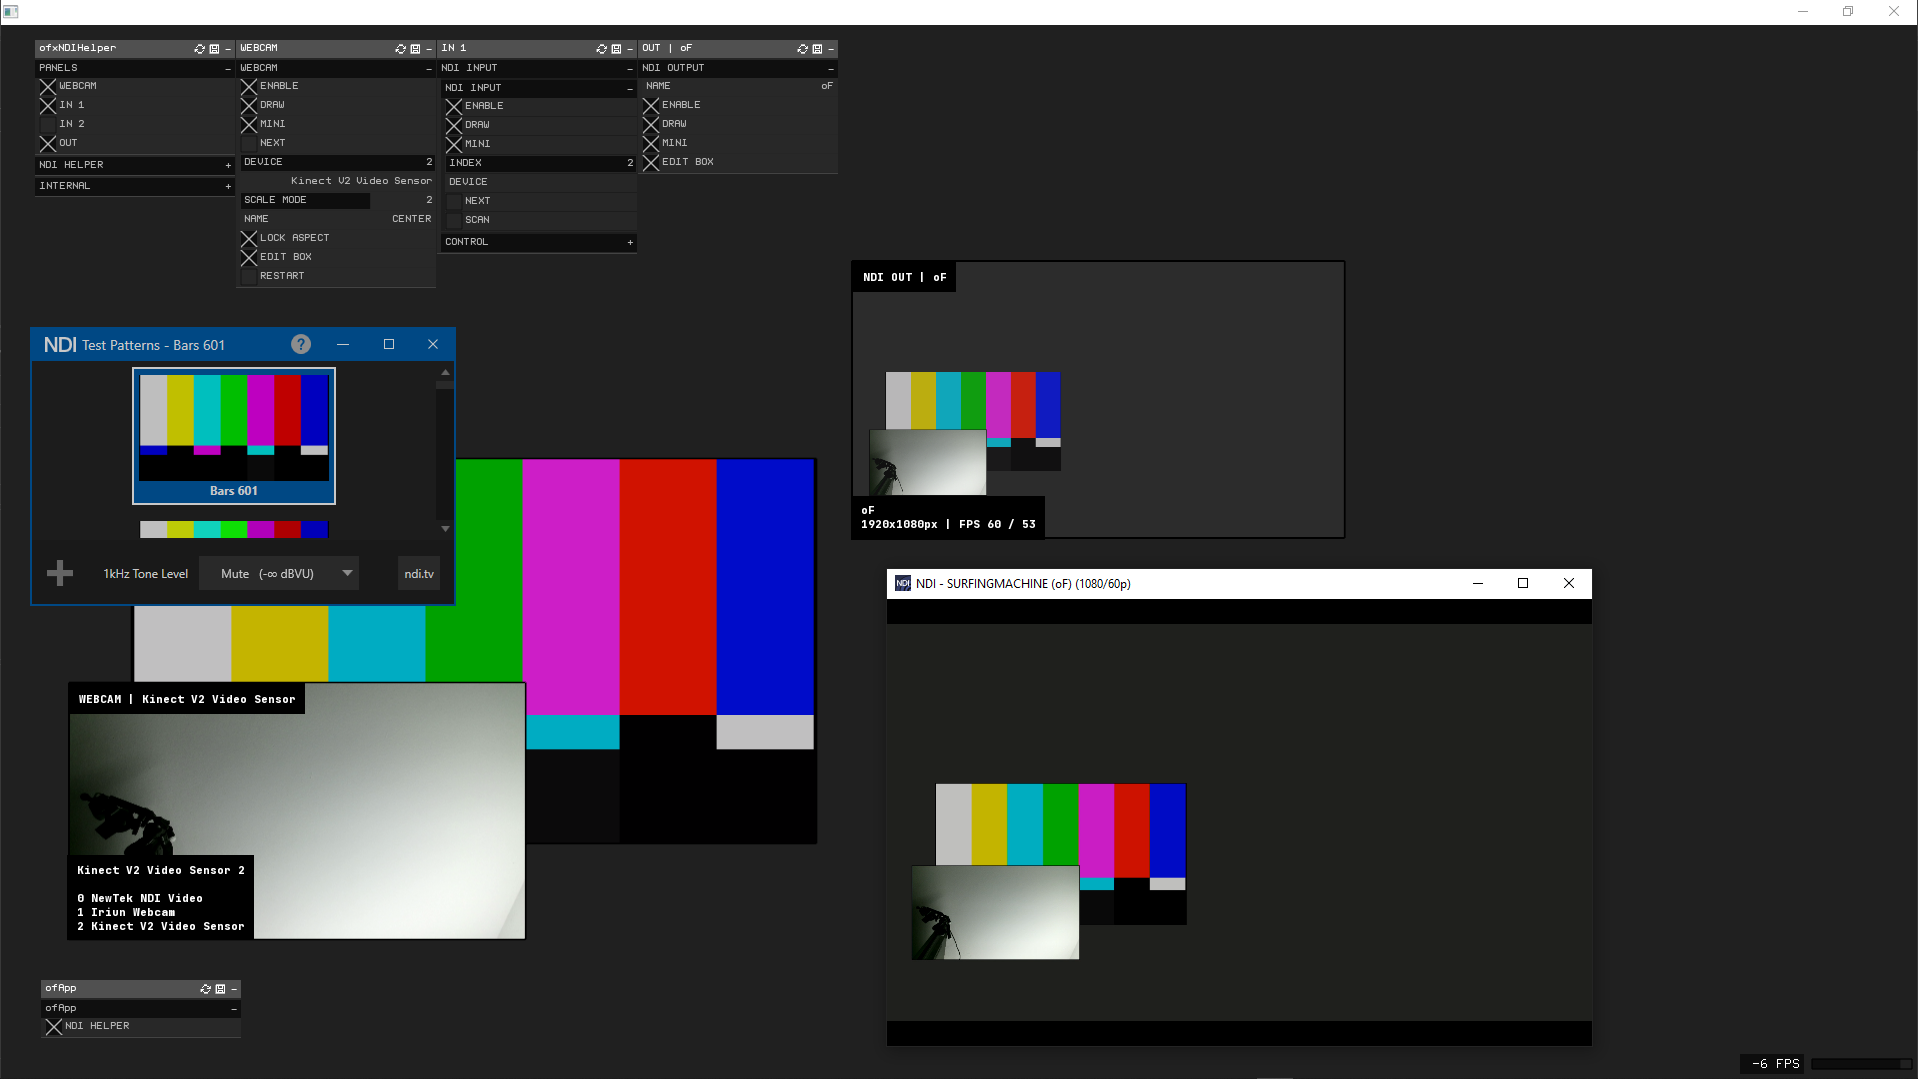 ofxNDIHelper
PANELS
WEBCAM
IN 1
IN 2
OUT
NDI HELPER
INTERNAL
WEBCAM
WEBCAM
ENABLE
DRAW
MINI
NEXT
DEVICE 2
Kinect V2 Video Sensor
SCALE MODE 2
NAME CENTER
LOCK ASPECT
EDIT BOX
RESTART
IN 1
NDI INPUT
NDI INPUT
ENABLE
DRAW
MINI
INDEX 2
DEVICE
NEXT
SCAN
CONTROL
OUT | oF
NDI OUTPUT
NAME oF
ENABLE
DRAW
MINI
EDIT BOX
NDI Test Patterns - Bars 601
Bars 601
1kHz Tone Level
Mute (-∞ dBVU)
ndi.tv
NDI OUT | oF
oF
1920x1080px | FPS 60 / 53
NDI NDI - SURFINGMACHINE (oF) (1080/60p)
WEBCAM | Kinect V2 Video Sensor
Kinect V2 Video Sensor 2
0 NewTek NDI Video
1 Iriun Webcam
2 Kinect V2 Video Sensor
ofApp
ofApp
NDI HELPER
-6 FPS